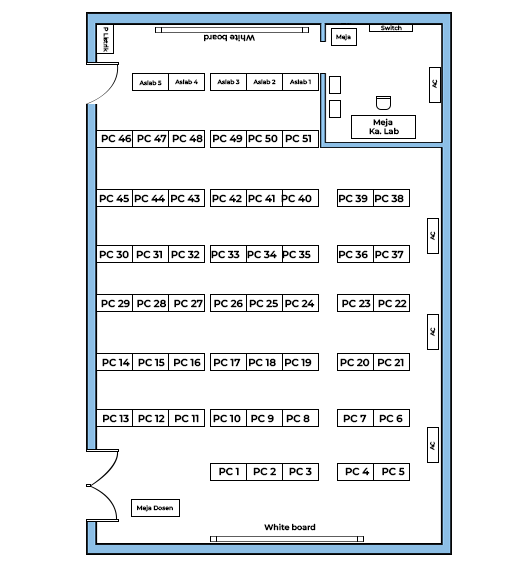 P. Listrik
White board
Meja
Switch
Aslab 5 Aslab 4 Aslab 3 Aslab 2 Aslab 1
AC
Meja
Ka. Lab
PC 46 PC 47 PC 48 PC 49 PC 50 PC 51
PC 45 PC 44 PC 43 PC 42 PC 41 PC 40 PC 39 PC 38
AC
PC 30 PC 31 PC 32 PC 33 PC 34 PC 35 PC 36 PC 37
PC 29 PC 28 PC 27 PC 26 PC 25 PC 24 PC 23 PC 22
AC
PC 14 PC 15 PC 16 PC 17 PC 18 PC 19 PC 20 PC 21
PC 13 PC 12 PC 11 PC 10 PC 9 PC 8 PC 7 PC 6
AC
PC 1 PC 2 PC 3 PC 4 PC 5
Meja Dosen
White board